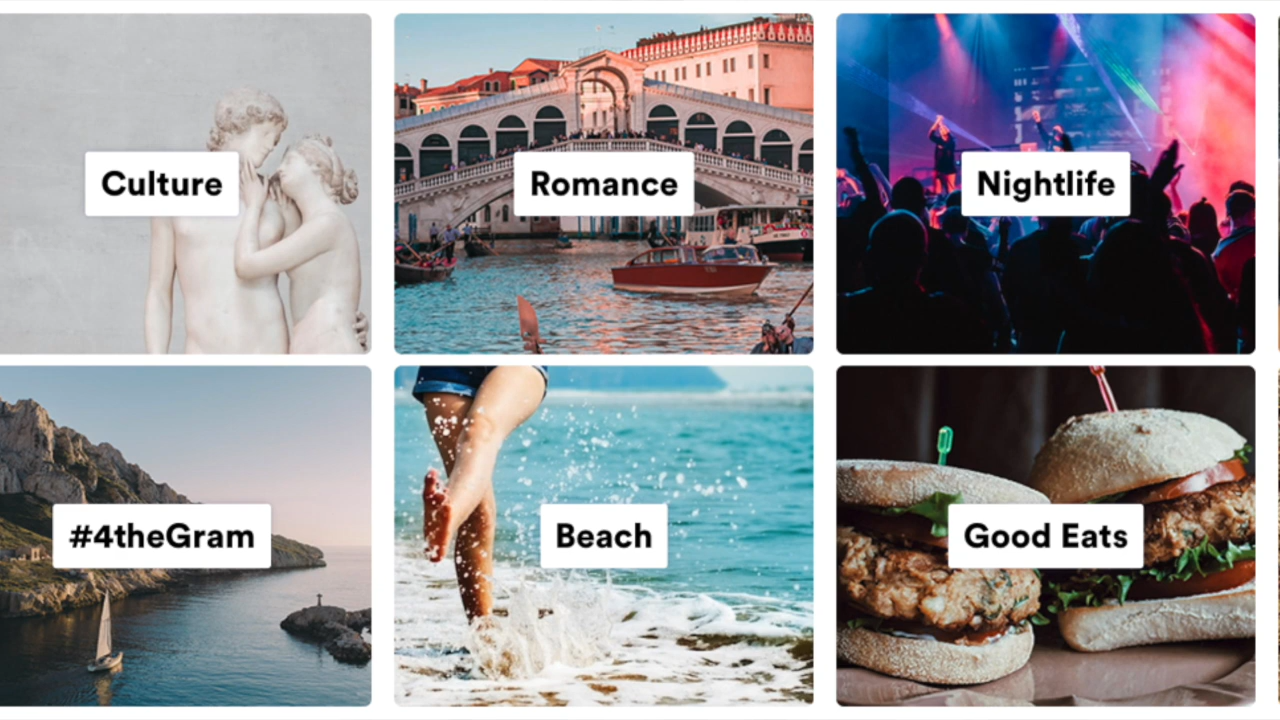 Culture
Romance
Nightlife
#4theGram
Beach
Good Eats